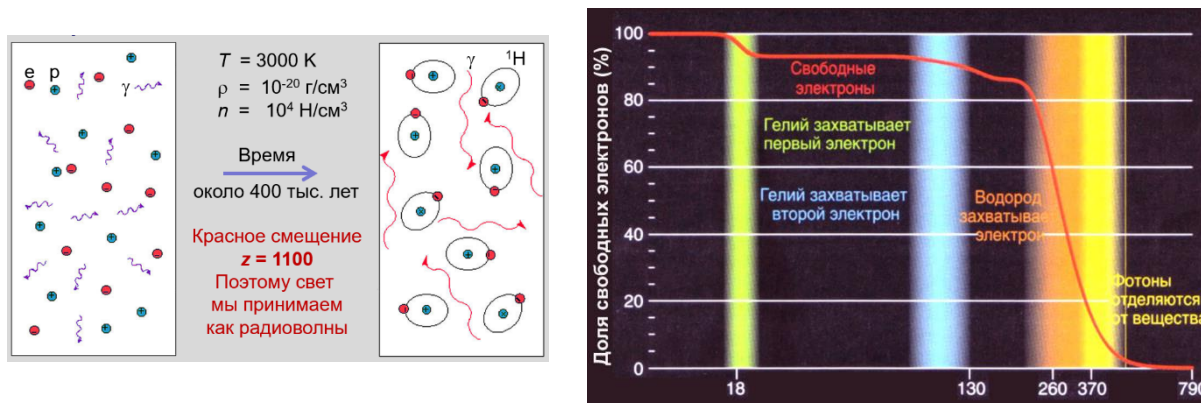 e p
γ
T = 3000 K
ρ = 10⁻²⁰ г/см³
n = 10⁴ H/см³
Время
около 400 тыс. лет
Красное смещение
z = 1100
Поэтому свет
мы принимаем
как радиоволны
γ ¹H
Доля свободных электронов (%)
100
80
60
40
20
0
Свободные
электроны
Гелий захватывает
первый электрон
Гелий захватывает
второй электрон
Водород
захватывает
электрон
Фотоны
отделяются
от вещества
18 130 260 370 790